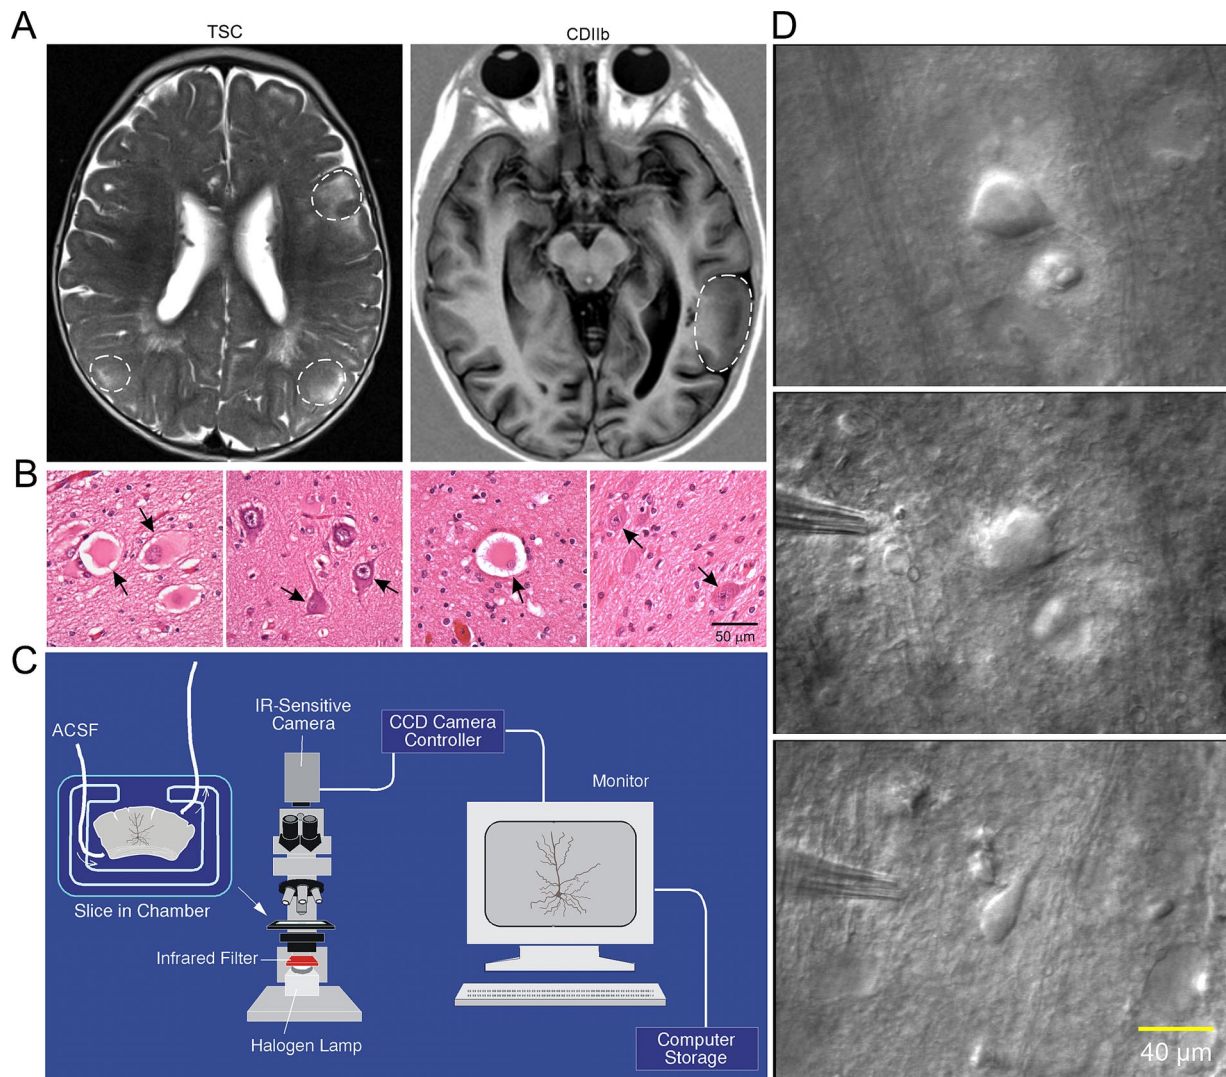 A
TSC
CDIIb
D
B
50 μm
C
ACSF
Slice in Chamber
IR-Sensitive
Camera
Infrared Filter
Halogen Lamp
CCD Camera
Controller
Monitor
Computer
Storage
40 μm